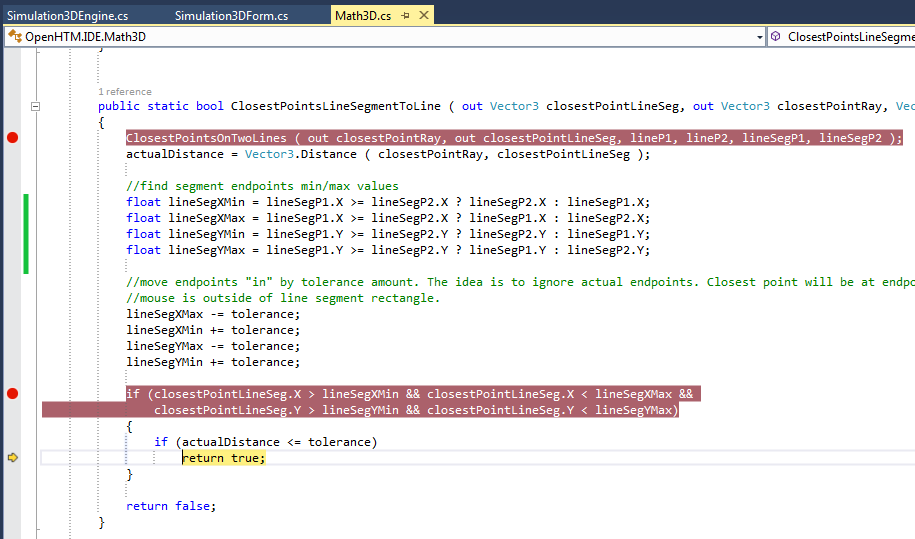 Simulation3DEngine.cs Simulation3DForm.cs Math3D.cs
OpenHTM.IDE.Math3D ClosestPointsLineSegme
}
1 reference
public static bool ClosestPointsLineSegmentToLine ( out Vector3 closestPointLineSeg, out Vector3 closestPointRay, Vec
{
ClosestPointsOnTwoLines ( out closestPointRay, out closestPointLineSeg, lineP1, lineP2, lineSegP1, lineSegP2 );
actualDistance = Vector3.Distance ( closestPointRay, closestPointLineSeg );
//find segment endpoints min/max values
float lineSegXMin = lineSegP1.X >= lineSegP2.X ? lineSegP2.X : lineSegP1.X;
float lineSegXMax = lineSegP1.X >= lineSegP2.X ? lineSegP1.X : lineSegP2.X;
float lineSegYMin = lineSegP1.Y >= lineSegP2.Y ? lineSegP2.Y : lineSegP1.Y;
float lineSegYMax = lineSegP1.Y >= lineSegP2.Y ? lineSegP1.Y : lineSegP2.Y;
//move endpoints "in" by tolerance amount. The idea is to ignore actual endpoints. Closest point will be at endpo
//mouse is outside of line segment rectangle.
lineSegXMax -= tolerance;
lineSegXMin += tolerance;
lineSegYMax -= tolerance;
lineSegYMin += tolerance;
if (closestPointLineSeg.X > lineSegXMin && closestPointLineSeg.X < lineSegXMax &&
closestPointLineSeg.Y > lineSegYMin && closestPointLineSeg.Y < lineSegYMax)
{
if (actualDistance <= tolerance)
return true;
}
return false;
}